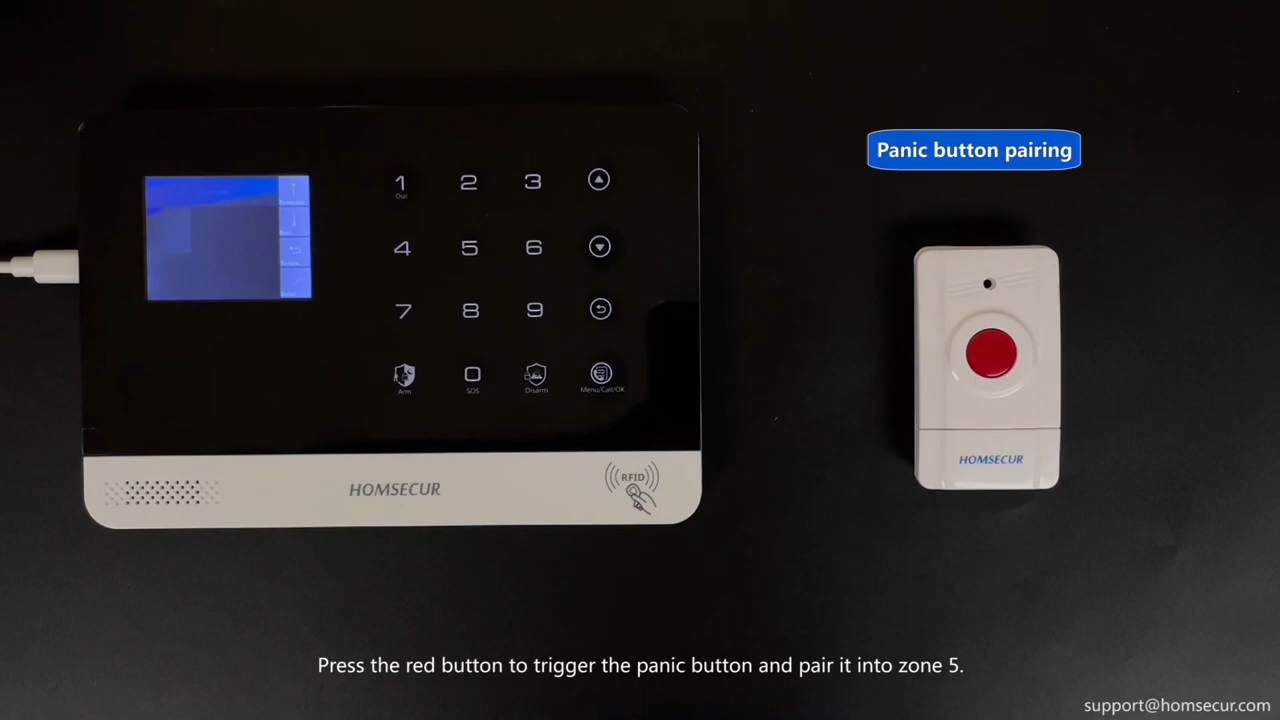 Panic button pairing
1 2 3
Dial
4 5 6
7 8 9
Arm SOS Disarm Menu/Call/OK
HOMSECUR
RFID
HOMSECUR
Press the red button to trigger the panic button and pair it into zone 5.
support@homsecur.com